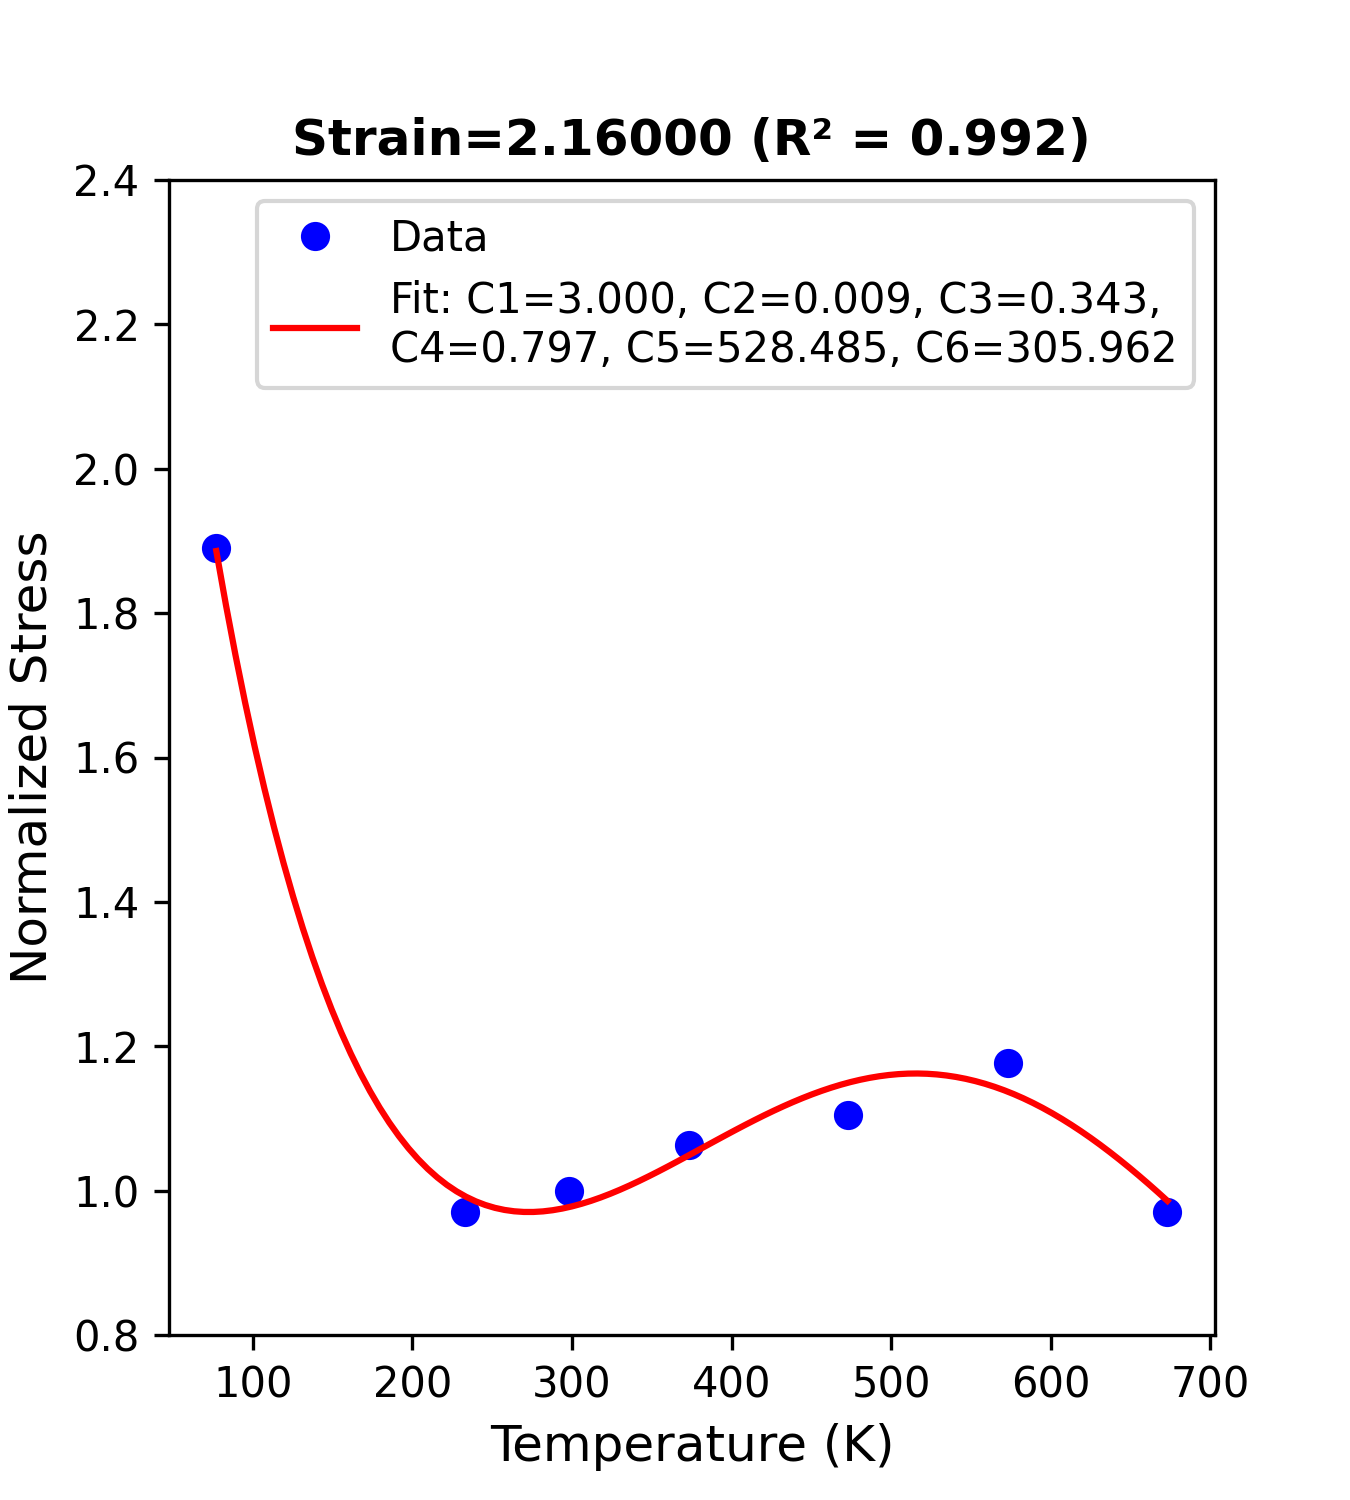 Strain=2.16000 (R² = 0.992)
Data
Fit: C1=3.000, C2=0.009, C3=0.343,
C4=0.797, C5=528.485, C6=305.962
Normalized Stress
2.4
2.2
2.0
1.8
1.6
1.4
1.2
1.0
0.8
100 200 300 400 500 600 700
Temperature (K)